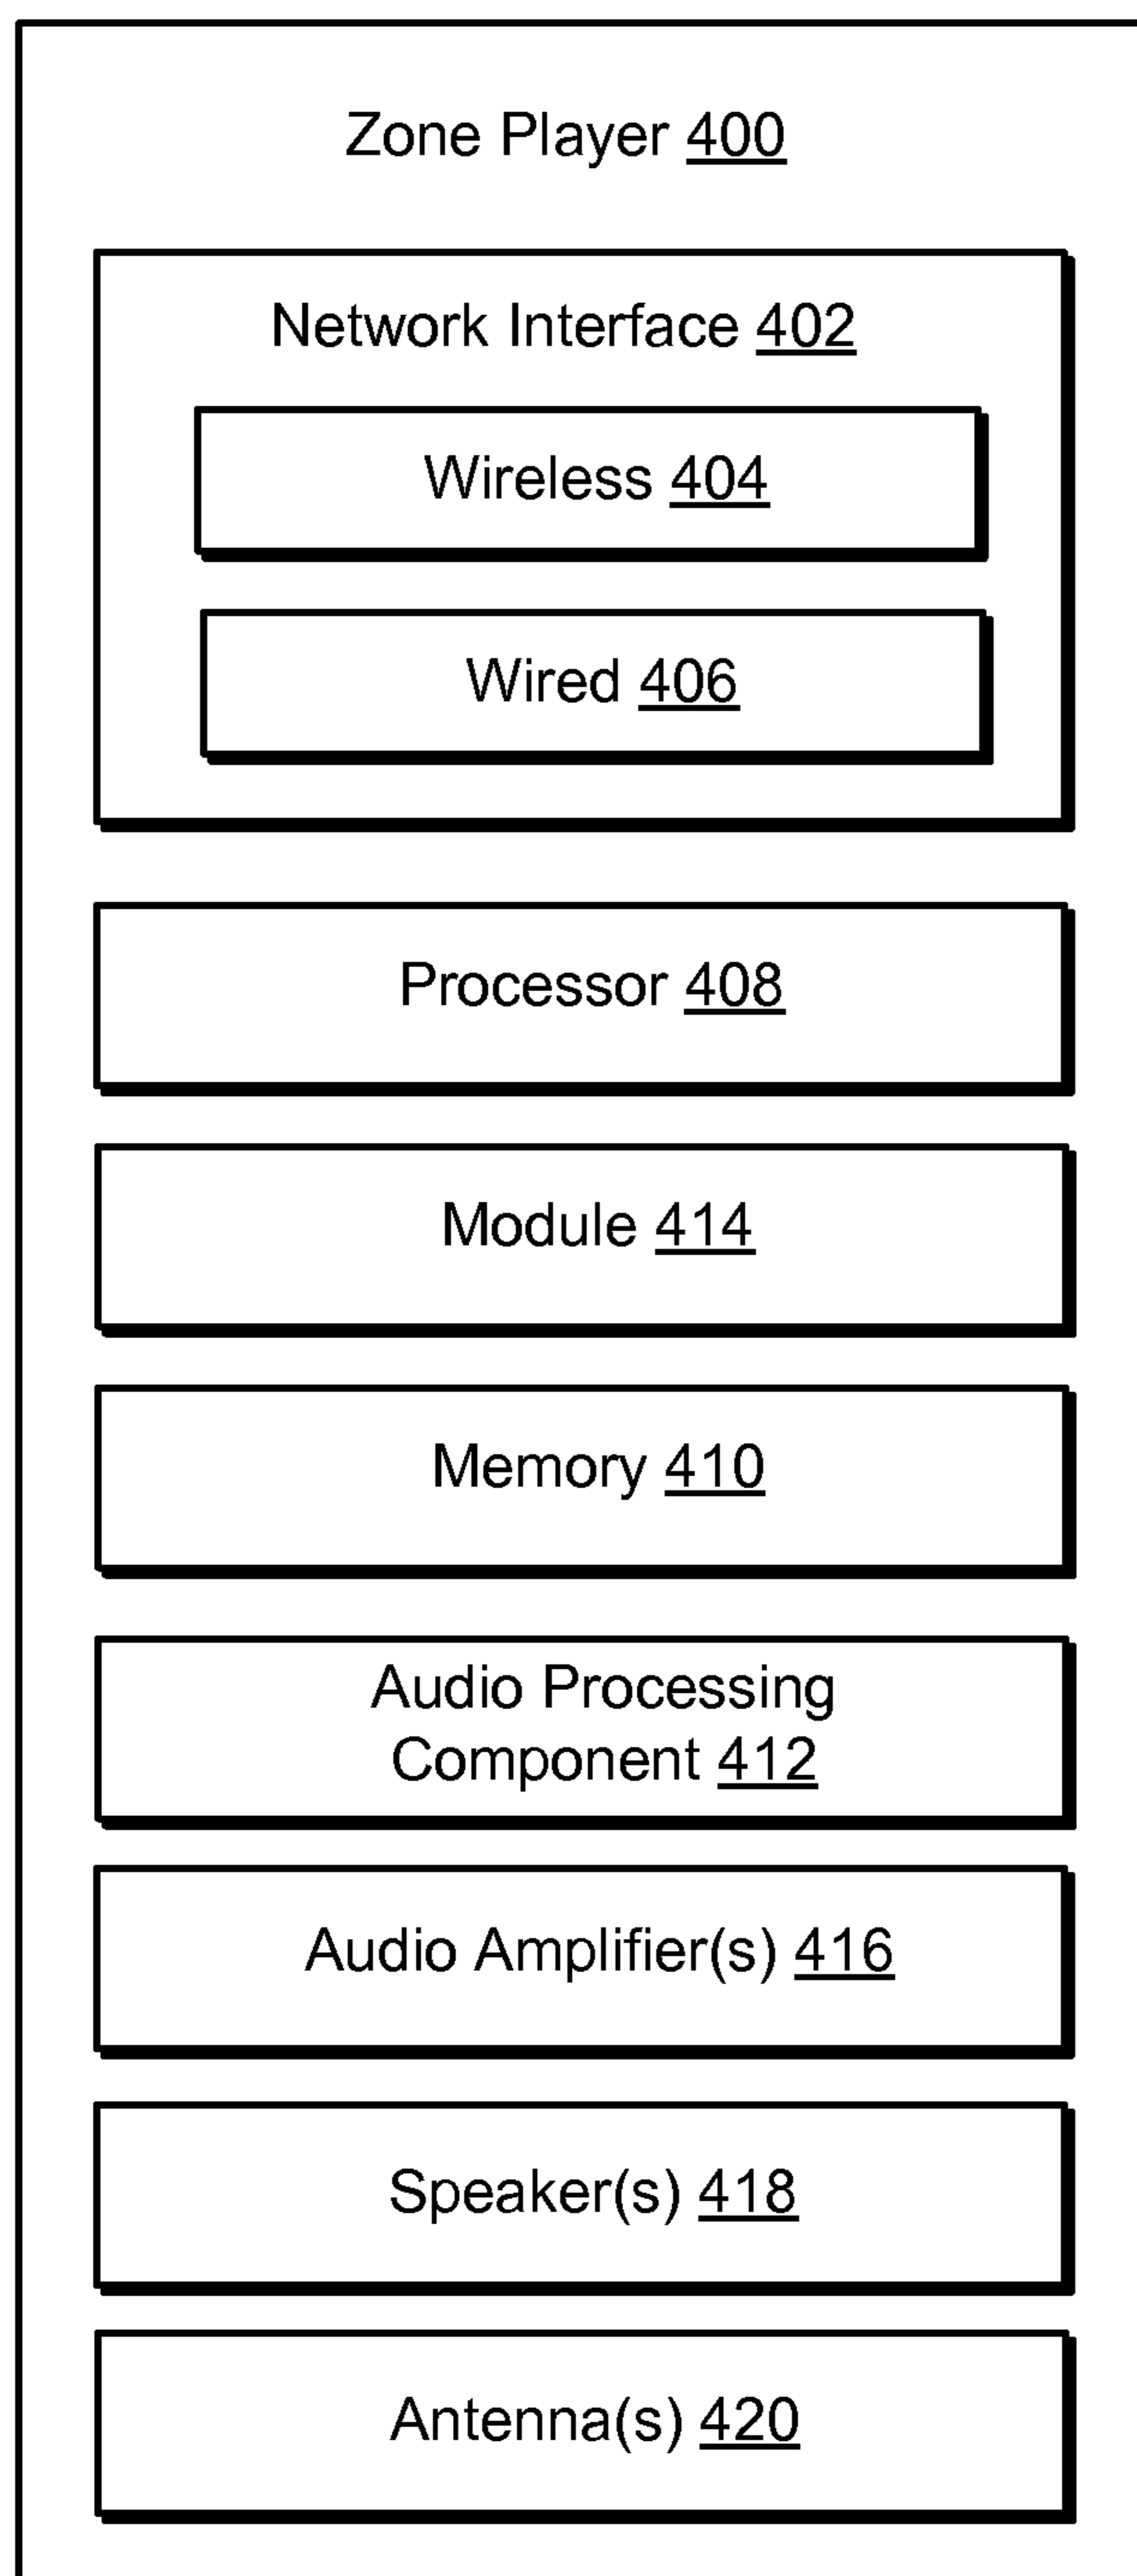 Zone Player 400
Network Interface 402
Wireless 404
Wired 406
Processor 408
Module 414
Memory 410
Audio Processing
Component 412
Audio Amplifier(s) 416
Speaker(s) 418
Antenna(s) 420